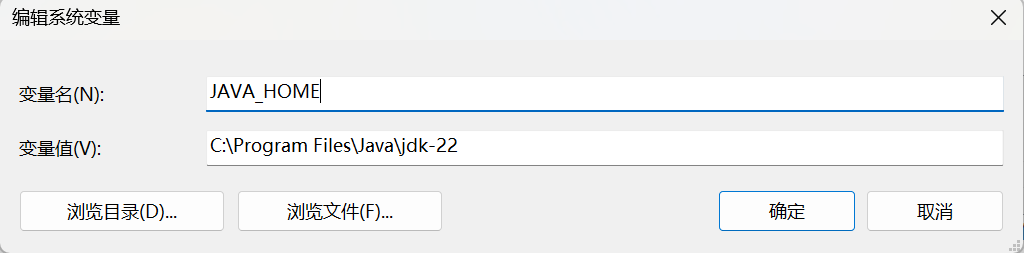 编辑系统变量
变量名(N):
JAVA_HOME
变量值(V):
C:\Program Files\Java\jdk-22
浏览目录(D)...
浏览文件(F)...
确定
取消